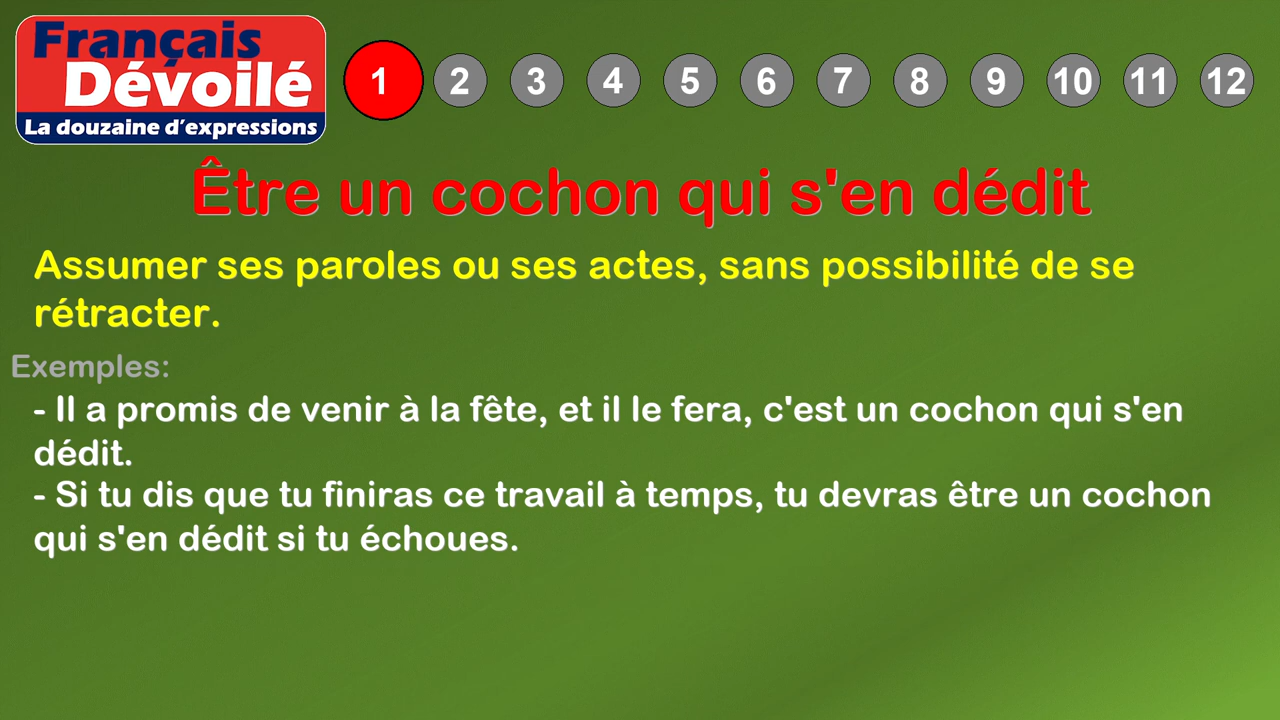 Français
Dévoilé
La douzaine d'expressions
1 2 3 4 5 6 7 8 9 10 11 12
Être un cochon qui s'en dédit
Assumer ses paroles ou ses actes, sans possibilité de se
rétracter.
Exemples:
- Il a promis de venir à la fête, et il le fera, c'est un cochon qui s'en
dédit.
- Si tu dis que tu finiras ce travail à temps, tu devras être un cochon
qui s'en dédit si tu échoues.